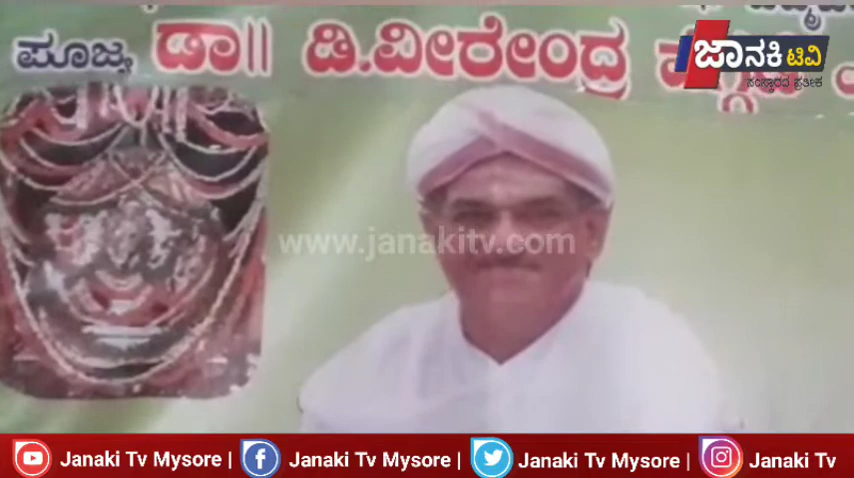 ಪೂಜ್ಯ ಡಾ|| ಡಿ.ವೀರೇಂದ್ರ
ಜಾನಕಿ ಟಿವಿ
ಸಂಸ್ಕಾರದ ಪ್ರತೀಕ
www.janakitv.com
Janaki Tv Mysore | Janaki Tv Mysore | Janaki Tv Mysore | Janaki Tv